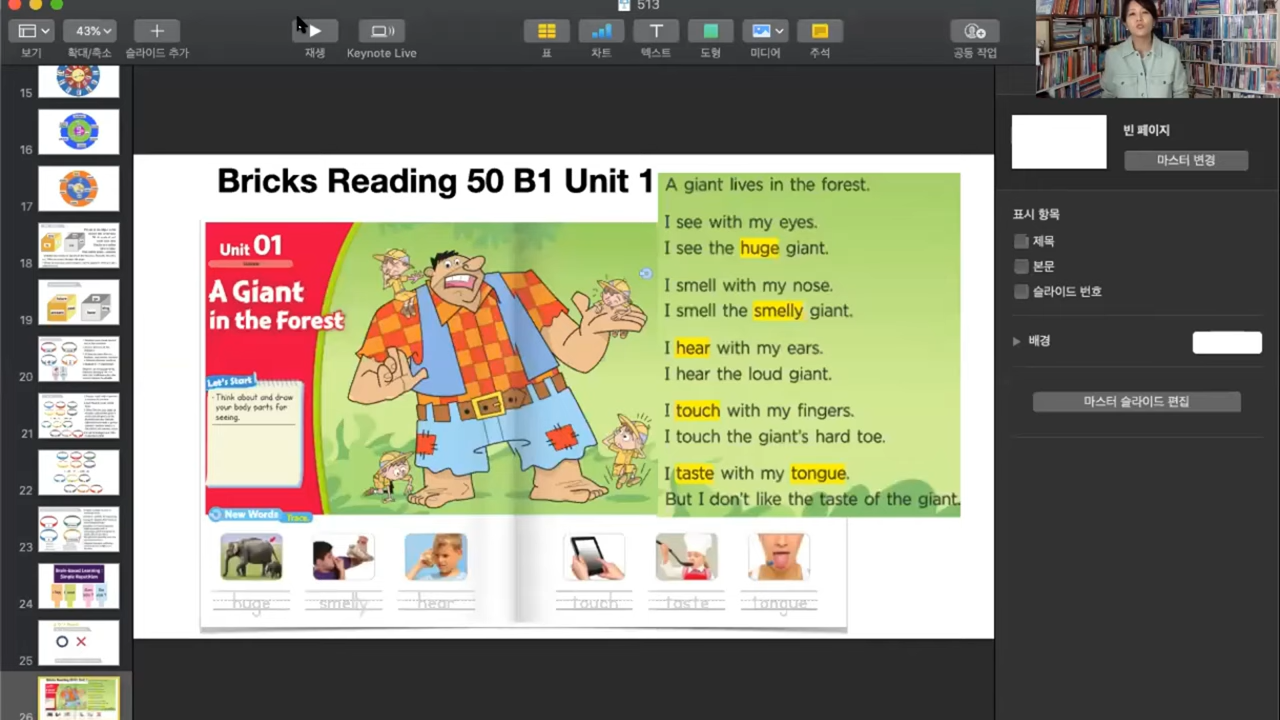 513
43%
보기
확대/축소
슬라이드 추가
재생
Keynote Live
표
차트
텍스트
도형
미디어
주석
공동 작업
15
16
17
18
19
20
21
22
23
24
25
26
Brain-based Learning
Simple Repetition
Bricks Reading 50 B1 Unit 1
Unit 01
A Giant
in the Forest
Let's Start
Think about and draw
your body parts for
seeing.
A giant lives in the forest.
I see with my eyes.
I see the huge giant.
I smell with my nose.
I smell the smelly giant.
I hear with my ears.
I hear the loud giant.
I touch with my fingers.
I touch the giant's hard toe.
I taste with my tongue.
But I don't like the taste of the giant.
New Words
Trace.
huge
smelly
hear
touch
taste
tongue
빈 페이지
마스터 변경
표시 항목
제목
본문
슬라이드 번호
배경
마스터 슬라이드 편집